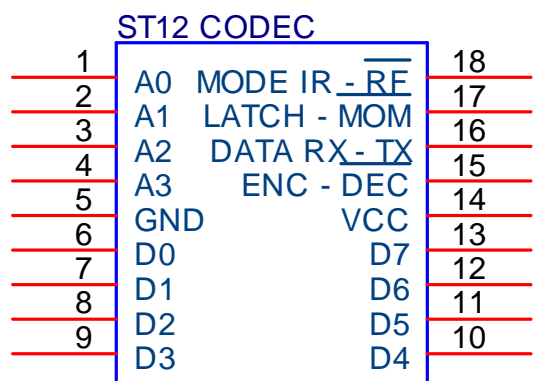 ST12 CODEC
1 A0 MODE IR - RF 18
2 A1 LATCH - MOM 17
3 A2 DATA RX - TX 16
4 A3 ENC - DEC 15
5 GND VCC 14
6 D0 D7 13
7 D1 D6 12
8 D2 D5 11
9 D3 D4 10